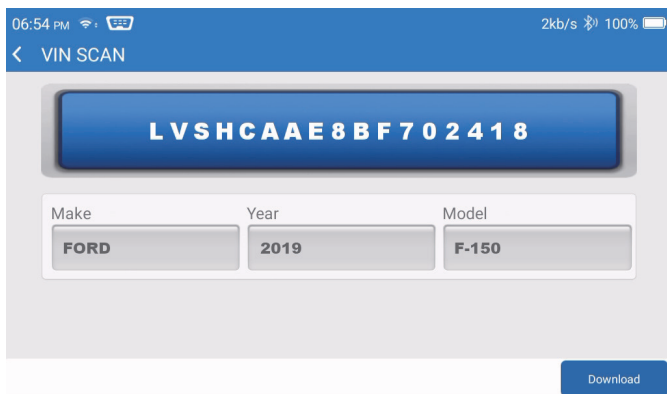 06:54 PM 2kb/s 100%
VIN SCAN
LVSHCAAE8BF702418
Make Year Model
FORD 2019 F-150
Download